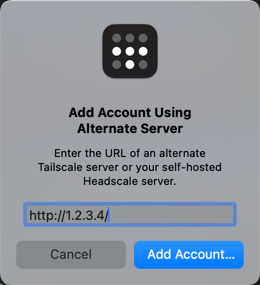 Add Account Using
Alternate Server
Enter the URL of an alternate
Tailscale server or your self-hosted
Headscale server.
http://1.2.3.4/
Cancel
Add Account...